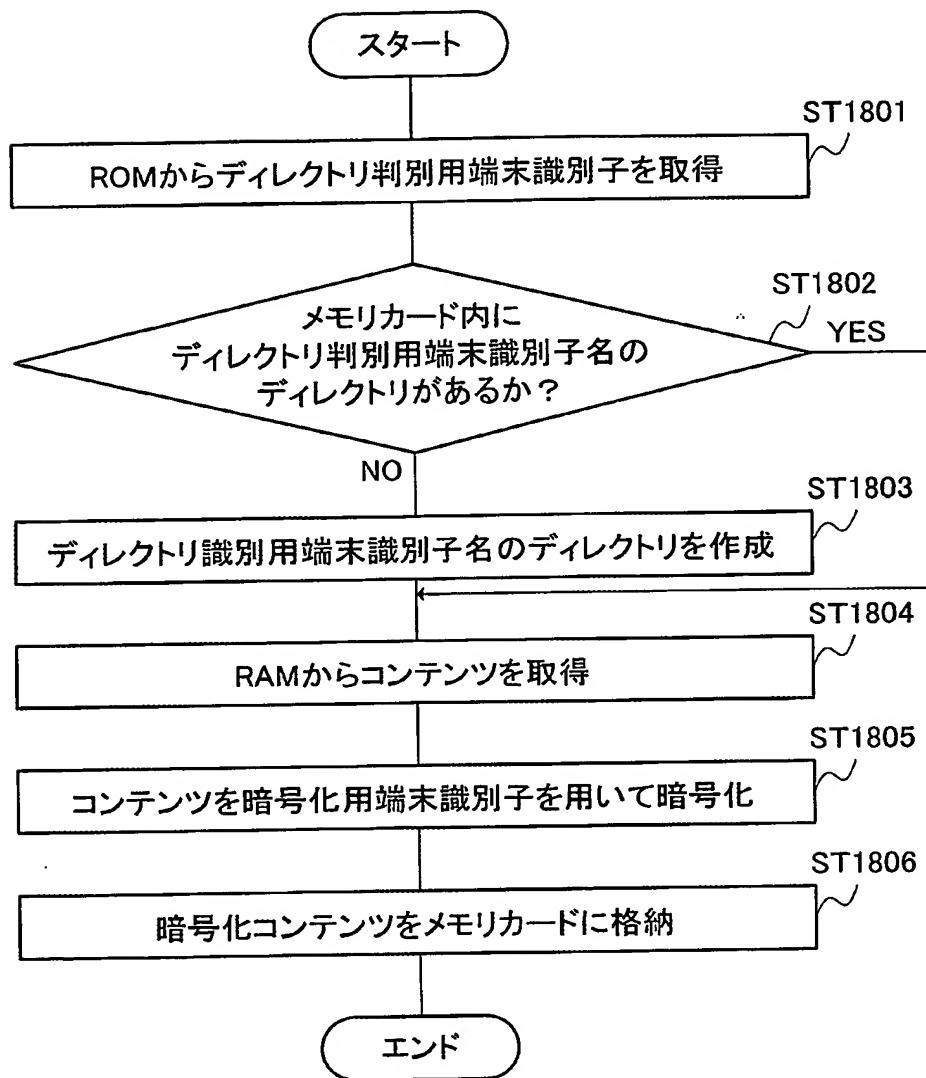 スタート
ST1801
ROMからディレクトリ判別用端末識別子を取得
ST1802
メモリカード内に
ディレクトリ判別用端末識別子名の
ディレクトリがあるか？
YES
NO
ST1803
ディレクトリ識別用端末識別子名のディレクトリを作成
ST1804
RAMからコンテンツを取得
ST1805
コンテンツを暗号化用端末識別子を用いて暗号化
ST1806
暗号化コンテンツをメモリカードに格納
エンド